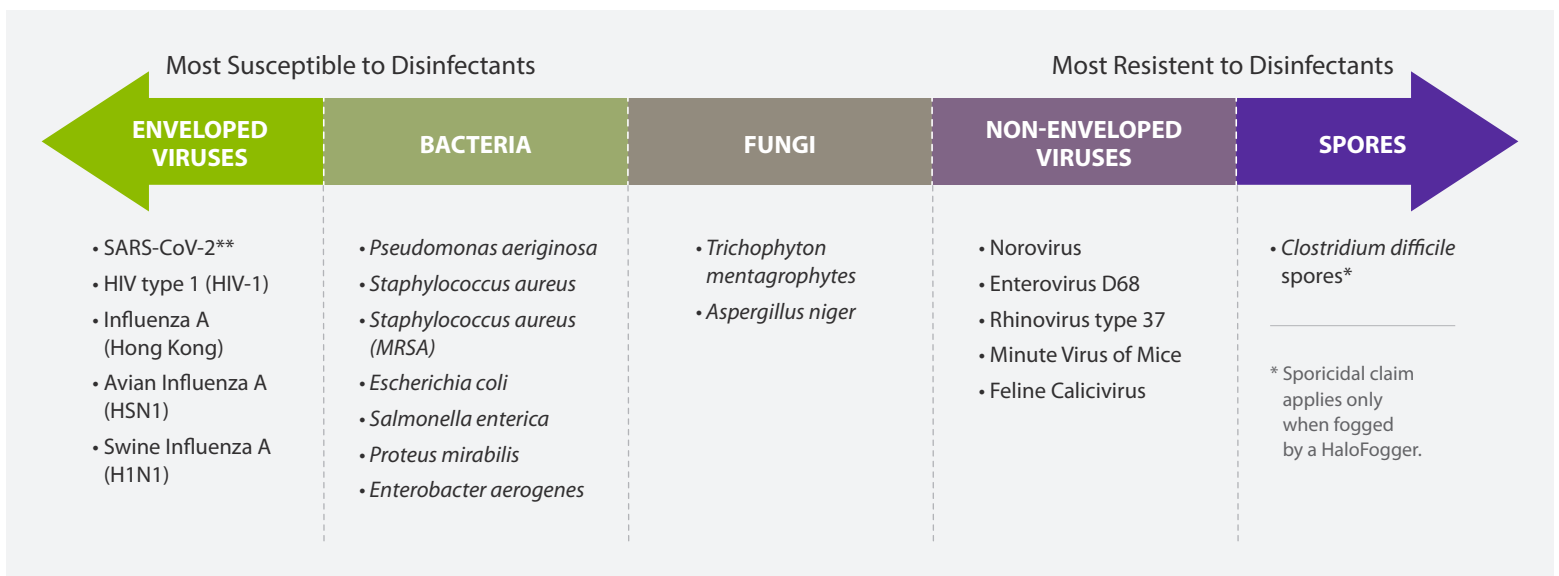 Most Susceptible to Disinfectants
Most Resistent to Disinfectants
ENVELOPED
VIRUSES
BACTERIA
FUNGI
NON-ENVELOPED
VIRUSES
SPORES
• SARS-CoV-2**
• HIV type 1 (HIV-1)
• Influenza A
(Hong Kong)
• Avian Influenza A
(HSN1)
• Swine Influenza A
(H1N1)
• Pseudomonas aeriginosa
• Staphylococcus aureus
• Staphylococcus aureus
(MRSA)
• Escherichia coli
• Salmonella enterica
• Proteus mirabilis
• Enterobacter aerogenes
• Trichophyton
mentagrophytes
• Aspergillus niger
• Norovirus
• Enterovirus D68
• Rhinovirus type 37
• Minute Virus of Mice
• Feline Calicivirus
• Clostridium difficile
spores*
* Sporicidal claim
applies only
when fogged
by a HaloFogger.